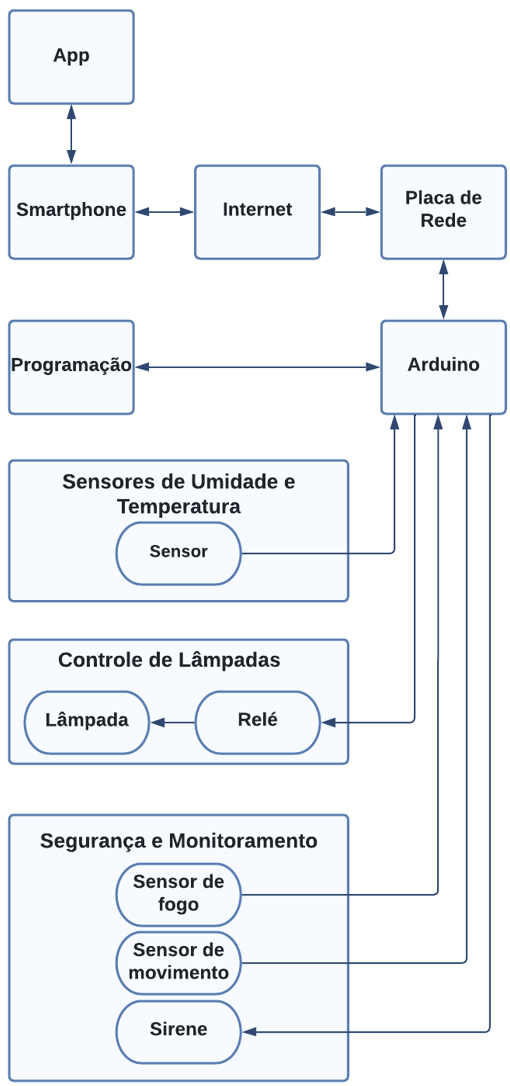 App
Smartphone
Internet
Placa de
Rede
Programação
Arduino
Sensores de Umidade e
Temperatura
Sensor
Controle de Lâmpadas
Lâmpada
Relé
Segurança e Monitoramento
Sensor de
fogo
Sensor de
movimento
Sirene